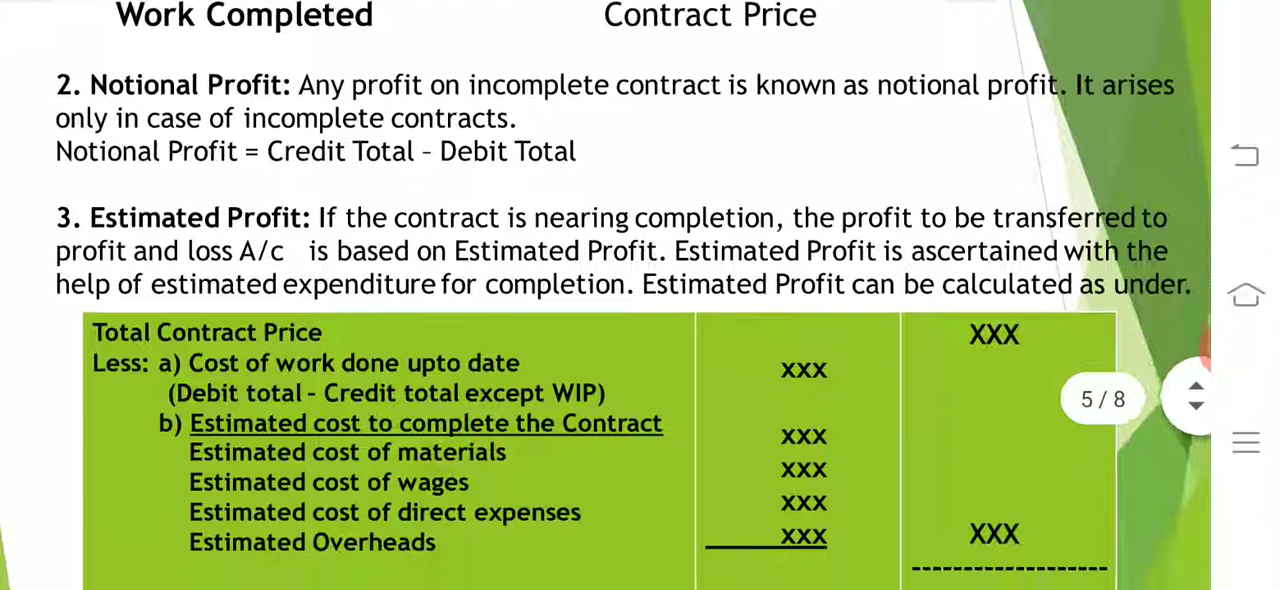 Work Completed Contract Price
2. Notional Profit: Any profit on incomplete contract is known as notional profit. It arises
only in case of incomplete contracts.
Notional Profit = Credit Total – Debit Total
3. Estimated Profit: If the contract is nearing completion, the profit to be transferred to
profit and loss A/c is based on Estimated Profit. Estimated Profit is ascertained with the
help of estimated expenditure for completion. Estimated Profit can be calculated as under.
Total Contract Price XXX
Less: a) Cost of work done upto date XXX
(Debit total – Credit total except WIP)
b) Estimated cost to complete the Contract
Estimated cost of materials XXX
Estimated cost of wages XXX
Estimated cost of direct expenses XXX
Estimated Overheads XXX XXX
--------------------
5 / 8